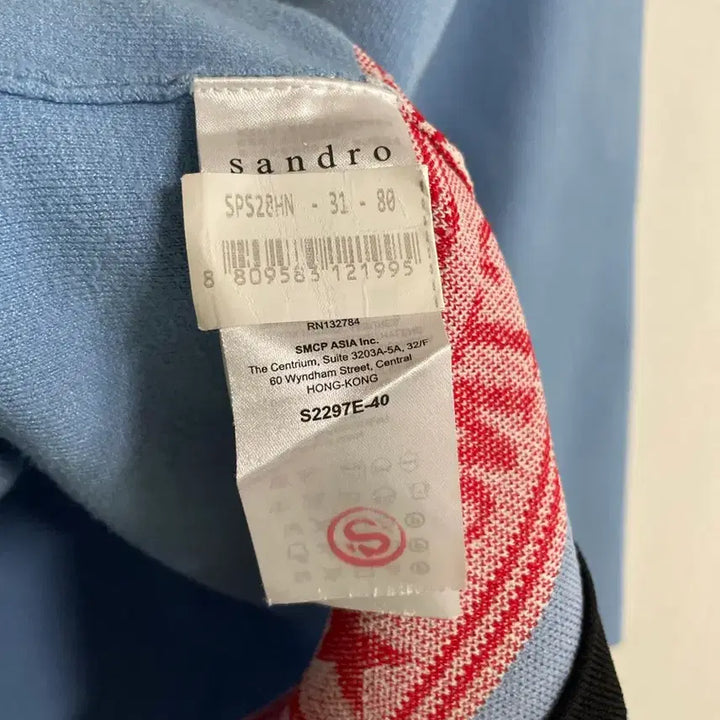 sandro
SPS28HN - 31 - 80
8 809583 121995
RN132784
SMCP ASIA Inc.
The Centrium, Suite 3203A-5A, 32/F
60 Wyndham Street, Central
HONG-KONG
S2297E-40
S